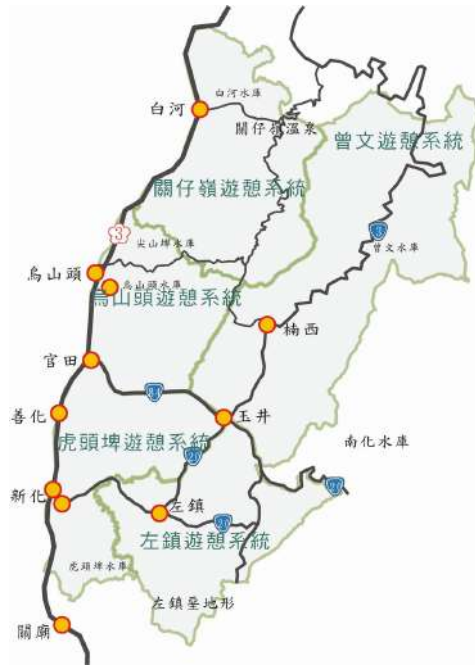 白河水庫
白河
關仔嶺溫泉
曾文遊憩系統
關仔嶺遊憩系統
3
3
尖山埤水庫
曾文水庫
烏山頭
烏山頭水庫
烏山頭遊憩系統
楠西
官田
84
善化
玉井
虎頭埤遊憩系統
南化水庫
20
新化
左鎮
20
左鎮遊憩系統
虎頭埤水庫
左鎮堊地形
關廟